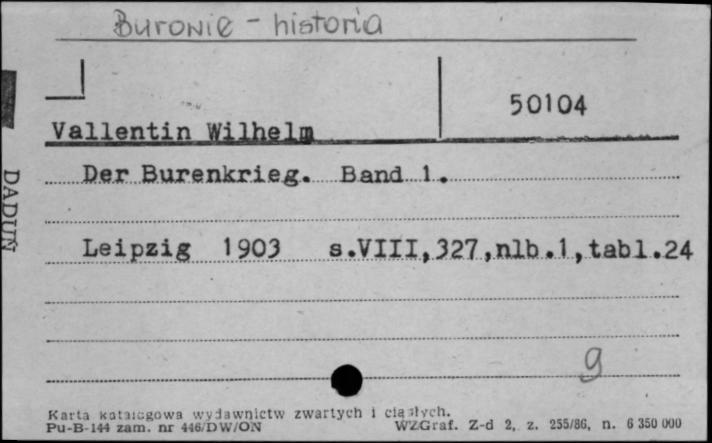 Buronie - historia
50104
Vallentin Wilhelm
Der Burenkrieg. Band 1.
DADUŃ
Leipzig 1903 s.VIII,327,nlb.1,tabl.24
9
Karta katalogowa wydawnictw zwartych i ciągłych.
Pu-B-144 zam. nr 446/DW/ON WZGraf. Z-d 2, z. 255/86, n. 6 350 000